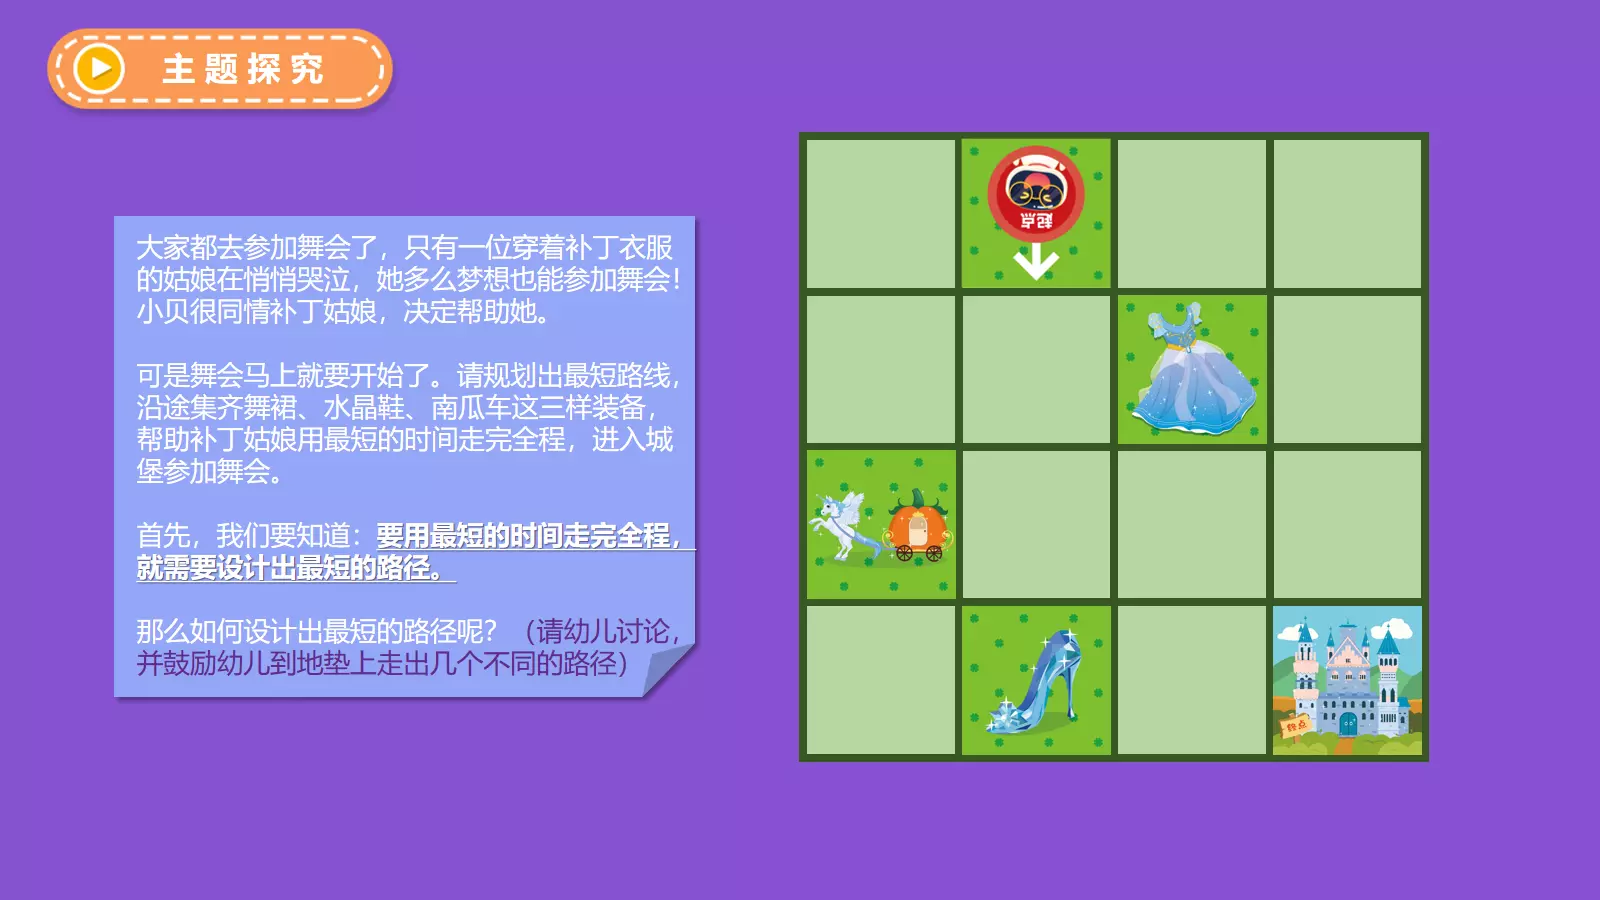 主题探究
大家都去参加舞会了，只有一位穿着补丁衣服
的姑娘在悄悄哭泣，她多么梦想也能参加舞会！
小贝很同情补丁姑娘，决定帮助她。
可是舞会马上就要开始了。请规划出最短路线，
沿途集齐舞裙、水晶鞋、南瓜车这三样装备，
帮助补丁姑娘用最短的时间走完全程，进入城
堡参加舞会。
首先，我们要知道：要用最短的时间走完全程，
就需要设计出最短的路径。
那么如何设计出最短的路径呢？（请幼儿讨论，
并鼓励幼儿到地垫上走出几个不同的路径）
起点
终点